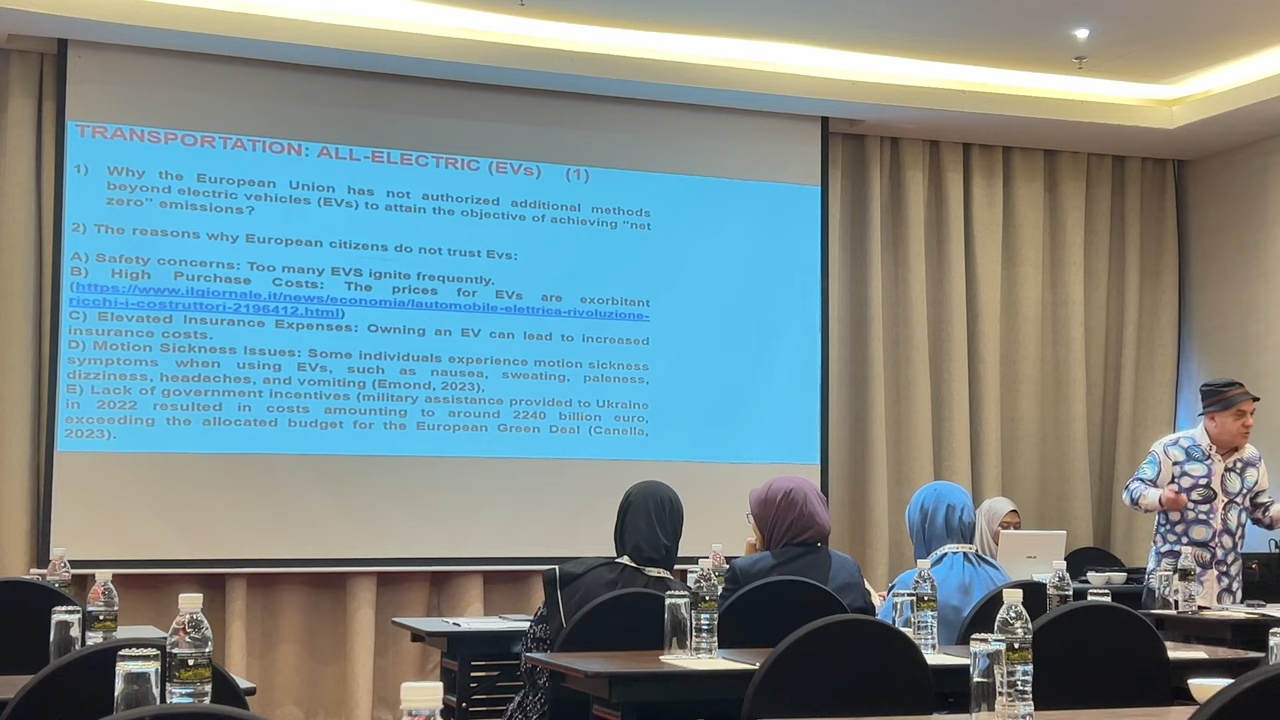 TRANSPORTATION: ALL-ELECTRIC (EVs) (1)
1) Why the European Union has not authorized additional methods
beyond electric vehicles (EVs) to attain the objective of achieving “net
zero” emissions?
2) The reasons why European citizens do not trust Evs:
A) Safety concerns: Too many EVS ignite frequently.
B) High Purchase Costs: The prices for EVs are exorbitant
(https://www.ilgiornale.it/news/economia/lautomobile-elettrica-rivoluzione-
ricchi-i-costruttori-2196412.html)
C) Elevated Insurance Expenses: Owning an EV can lead to increased
insurance costs.
D) Motion Sickness Issues: Some individuals experience motion sickness
symptoms when using EVs, such as nausea, sweating, paleness,
dizziness, headaches, and vomiting (Emond, 2023).
E) Lack of government incentives (military assistance provided to Ukraine
in 2022 resulted in costs amounting to around 2240 billion euro,
exceeding the allocated budget for the European Green Deal (Canella,
2023).